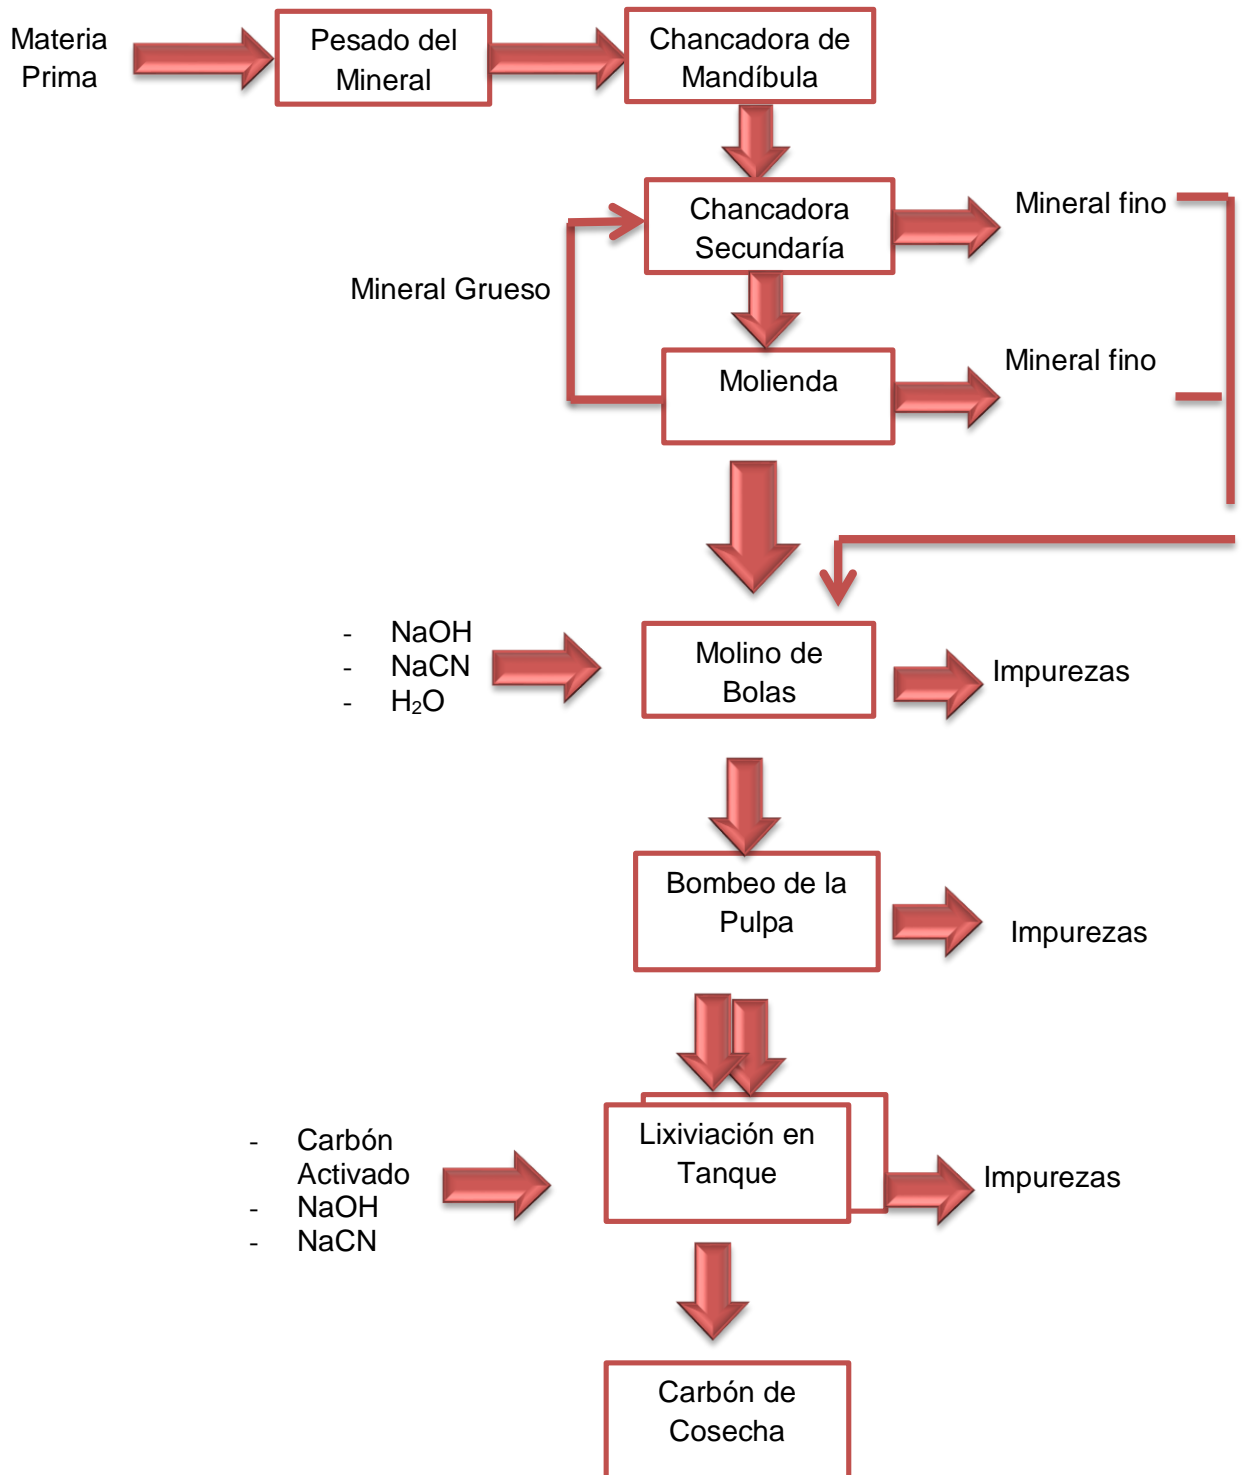 Materia
Prima
Pesado del
Mineral
Chancadora de
Mandíbula
Chancadora
Secundaría
Mineral fino
Mineral Grueso
Molienda
Mineral fino
- NaOH
- NaCN
- H₂O
Molino de
Bolas
Impurezas
Bombeo de la
Pulpa
Impurezas
- Carbón
Activado
- NaOH
- NaCN
Lixiviación en
Tanque
Impurezas
Carbón de
Cosecha